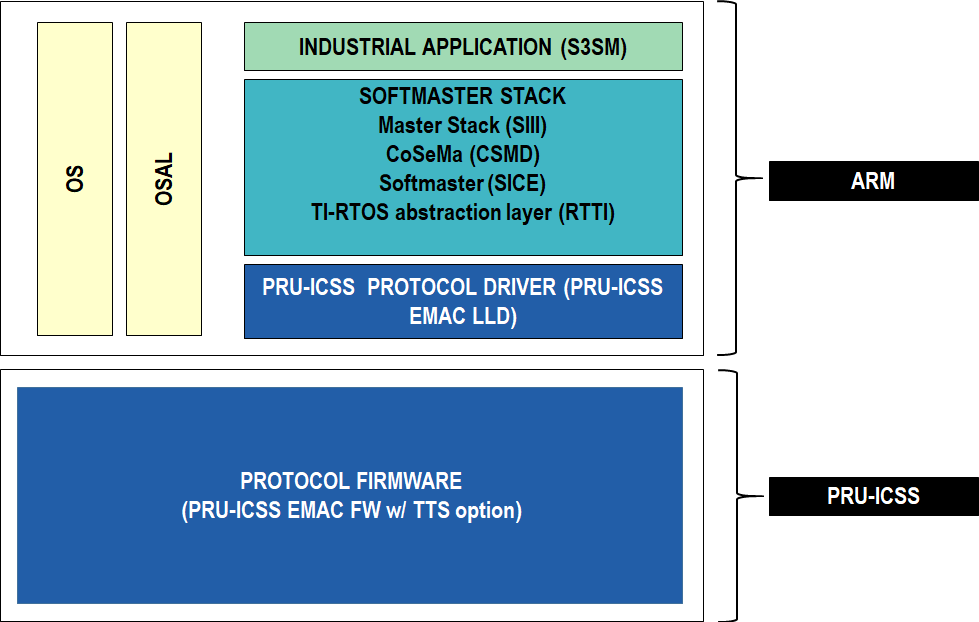 OS
OSAL
INDUSTRIAL APPLICATION (S3SM)
SOFTMASTER STACK
Master Stack (SIII)
CoSeMa (CSMD)
Softmaster (SICE)
TI-RTOS abstraction layer (RTTI)
PRU-ICSS PROTOCOL DRIVER (PRU-ICSS
EMAC LLD)
ARM
PROTOCOL FIRMWARE
(PRU-ICSS EMAC FW w/ TTS option)
PRU-ICSS